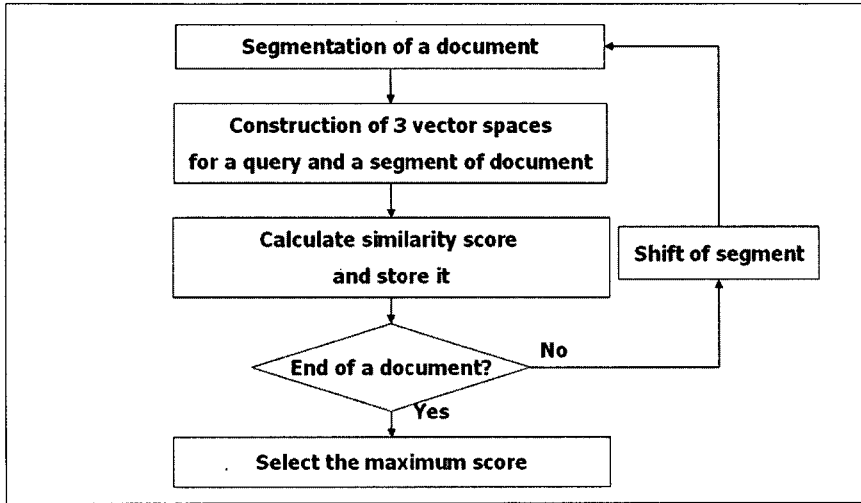 Segmentation of a document
Construction of 3 vector spaces
for a query and a segment of document
Calculate similarity score
and store it
Shift of segment
End of a document?
No
Yes
Select the maximum score